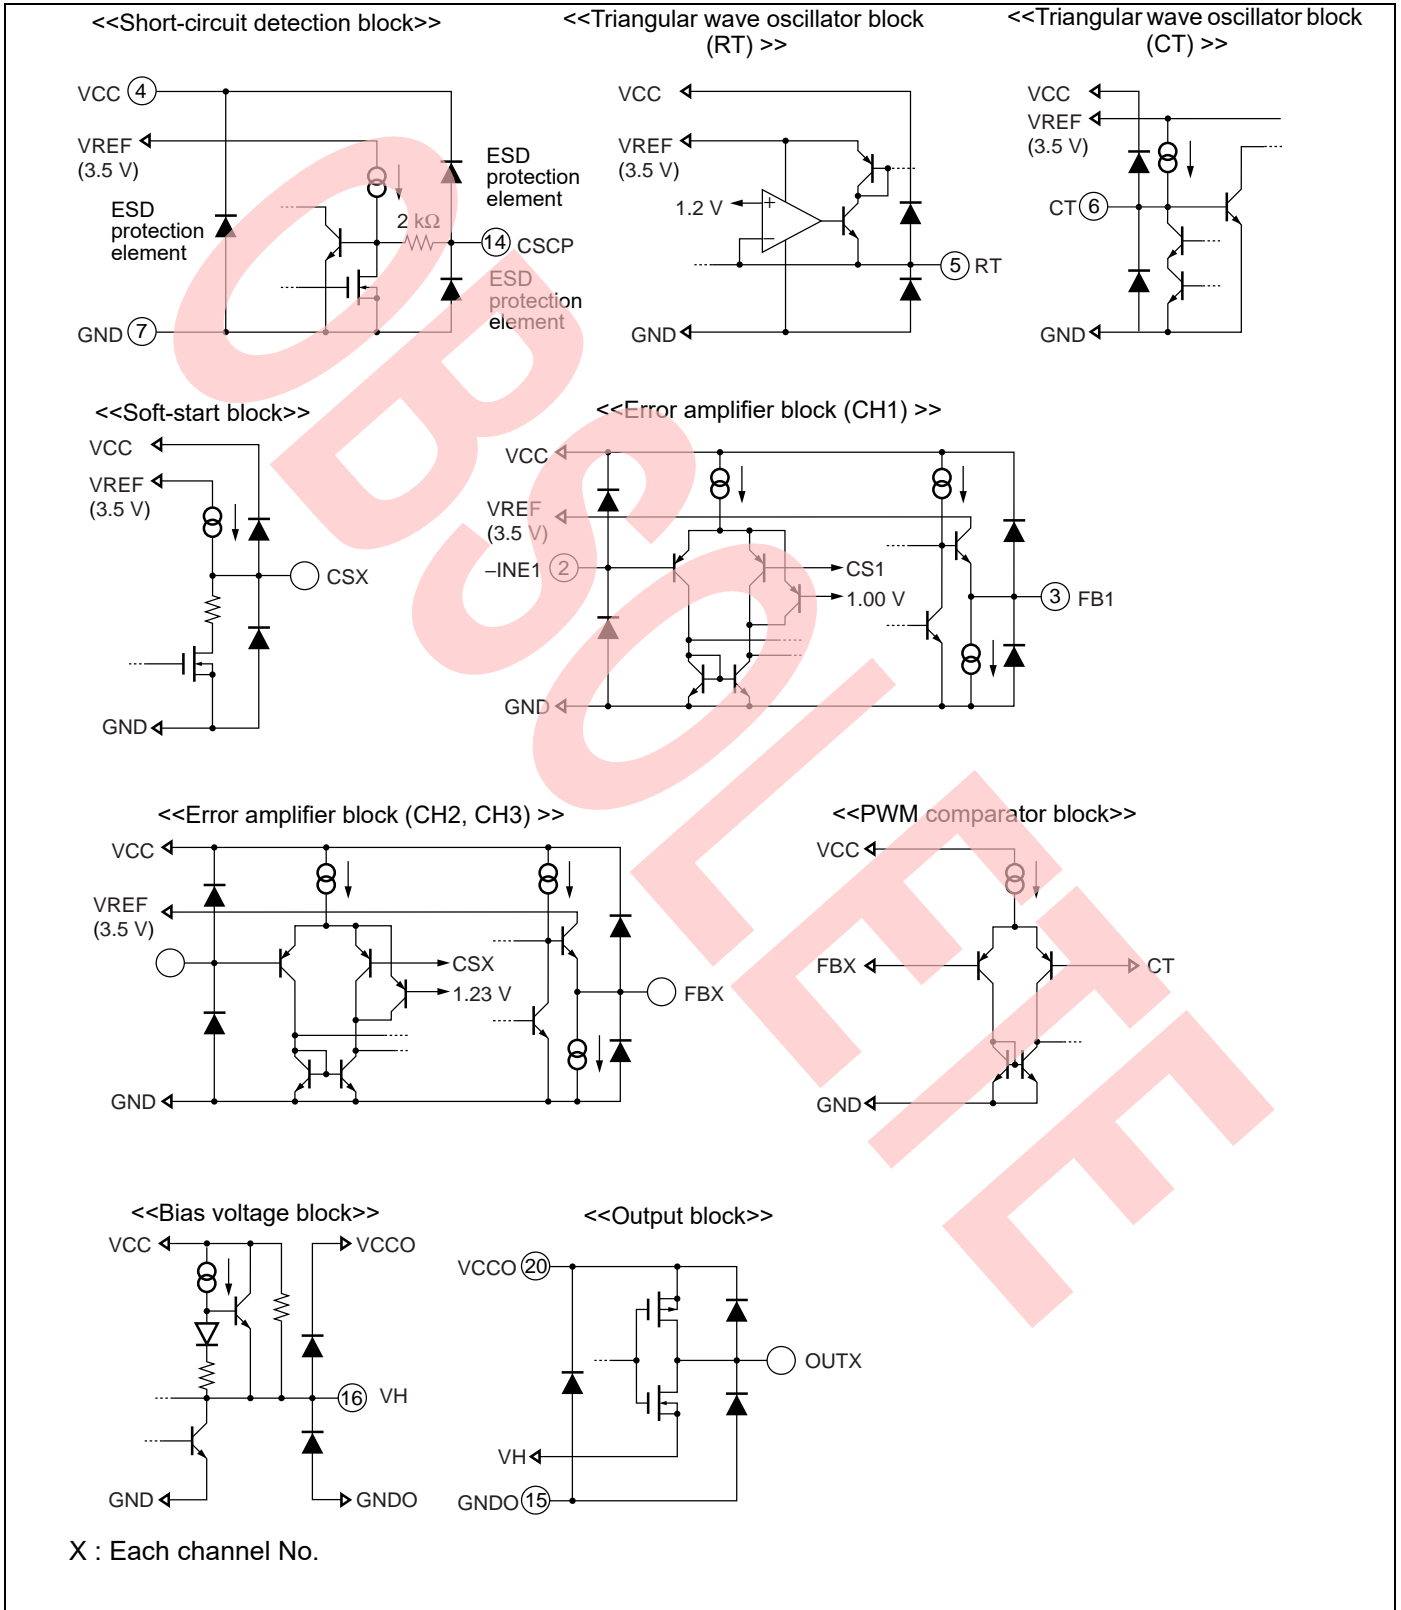 <<Short-circuit detection block>>
VCC 4
VREF
(3.5 V)
ESD
protection
element
ESD
protection
element
2 kΩ
14 CSCP
ESD
protection
element
GND 7
<<Triangular wave oscillator block
(RT) >>
VCC
VREF
(3.5 V)
1.2 V
+
−
5 RT
GND
<<Triangular wave oscillator block
(CT) >>
VCC
VREF
(3.5 V)
CT 6
GND
<<Soft-start block>>
VCC
VREF
(3.5 V)
CSX
GND
<<Error amplifier block (CH1) >>
VCC
VREF
(3.5 V)
–INE1 2
CS1
1.00 V
3 FB1
GND
<<Error amplifier block (CH2, CH3) >>
VCC
VREF
(3.5 V)
CSX
1.23 V
FBX
GND
<<PWM comparator block>>
VCC
FBX
CT
GND
<<Bias voltage block>>
VCC
VCCO
16 VH
GND
GNDO
<<Output block>>
VCCO 20
OUTX
VH
GNDO 15
X : Each channel No.
OBSOLETE